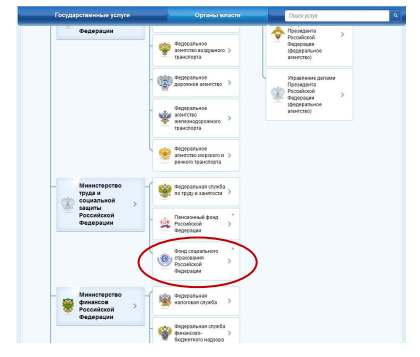 Государственные услуги
Органы власти
Поиск услуг
Федерации
Федеральное
агентство воздушного
транспорта
Федеральное
дорожное агентство
Федеральное
агентство
железнодорожного
транспорта
Федеральное
агентство морского и
речного транспорта
Президента
Российской
Федерации
(федеральное
агентство)
Управление делами
Президента
Российской
Федерации
(федеральное
агентство)
Министерство
труда и
социальной
защиты
Российской
Федерации
Федеральная служба
по труду и занятости
Пенсионный фонд
Российской
Федерации
Фонд социального
страхования
Российской
Федерации
Министерство
финансов
Российской
Федерации
Федеральная
налоговая служба
Федеральная служба
финансово-
бюджетного надзора